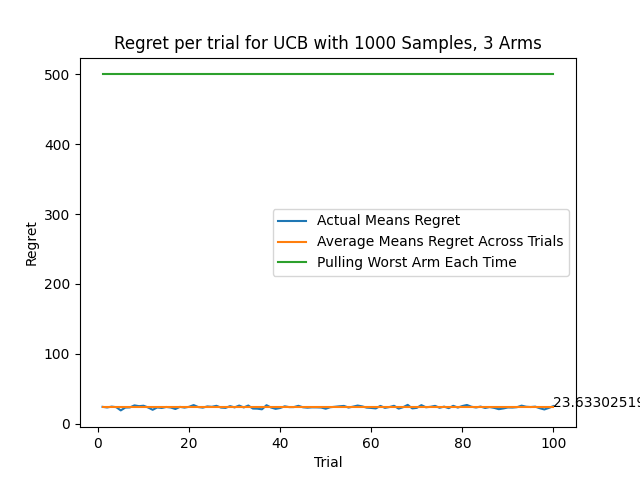 Regret per trial for UCB with 1000 Samples, 3 Arms
500
400
300
200
100
0
Regret
Actual Means Regret
Average Means Regret Across Trials
Pulling Worst Arm Each Time
23.63302519
0 20 40 60 80 100
Trial